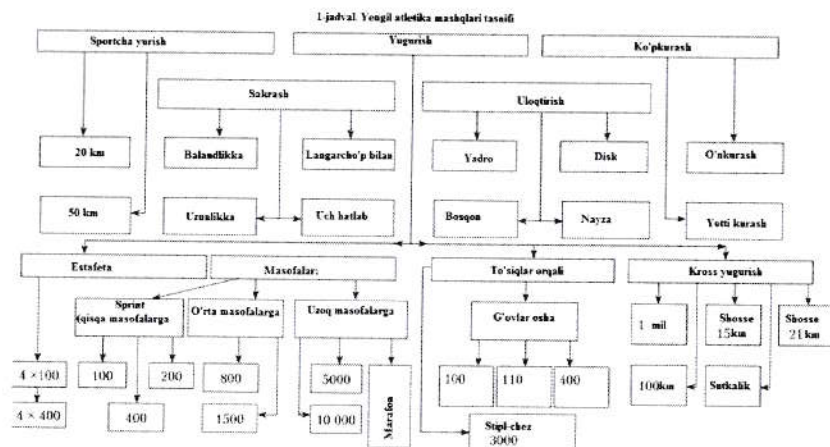 1-jadval. Yengil atletika mashqlari tasnifi
Sportcha yurish
Yugurish
Ko'pkurash
Sakrash
Uloqtirish
20 km
Balandlikka
Langarcho'p bilan
Yadro
Disk
O'nkurash
50 km
Uzunlikka
Uch hatlab
Bosqon
Nayza
Yetti kurash
Estafeta
Masofalar:
To'siqlar orqali
Kross yugurish
Sprint
(qisqa masofalarga
O'rta masofalarga
Uzoq masofalarga
G'ovlar osha
1 mil
Shosse
15km
Shosse
21km
4 ×100
100
200
800
5000
Marafon
100
110
400
100km
Sutkalik
4 × 400
400
1500
10 000
Stipl-chez
3000